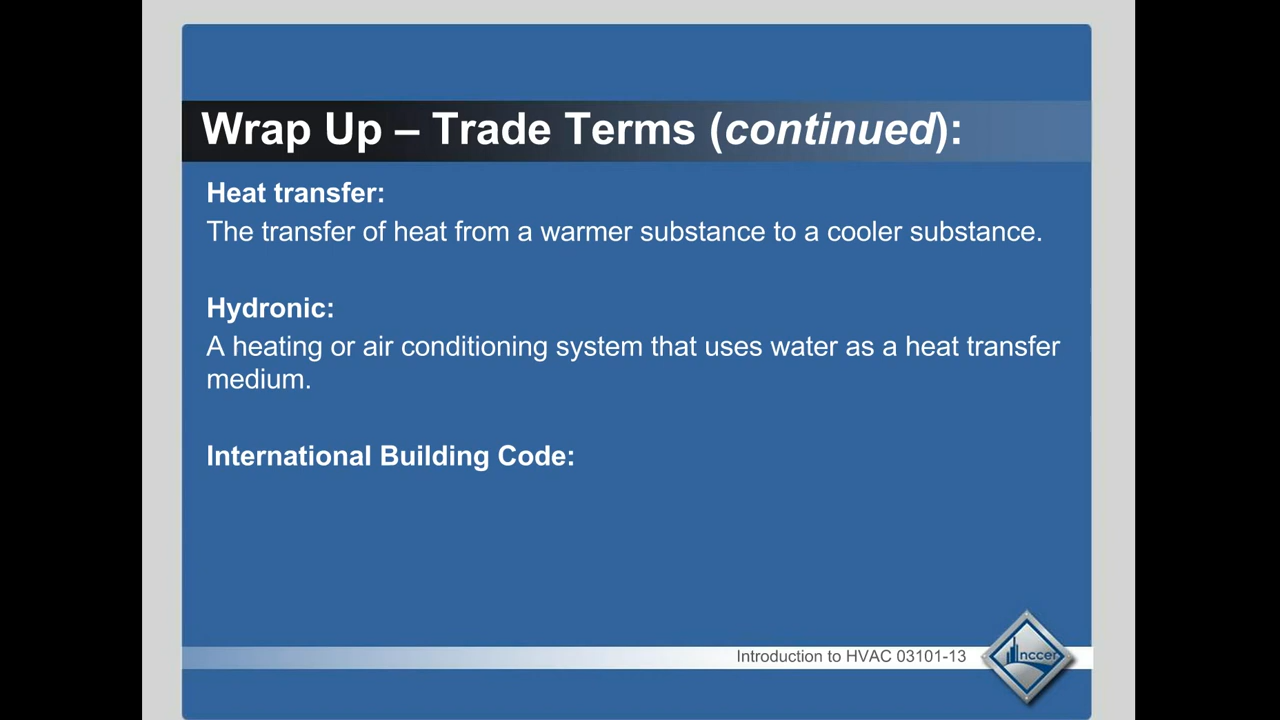 Wrap Up – Trade Terms (continued):
Heat transfer:
The transfer of heat from a warmer substance to a cooler substance.
Hydronic:
A heating or air conditioning system that uses water as a heat transfer
medium.
International Building Code:
Introduction to HVAC 03101-13
nccer